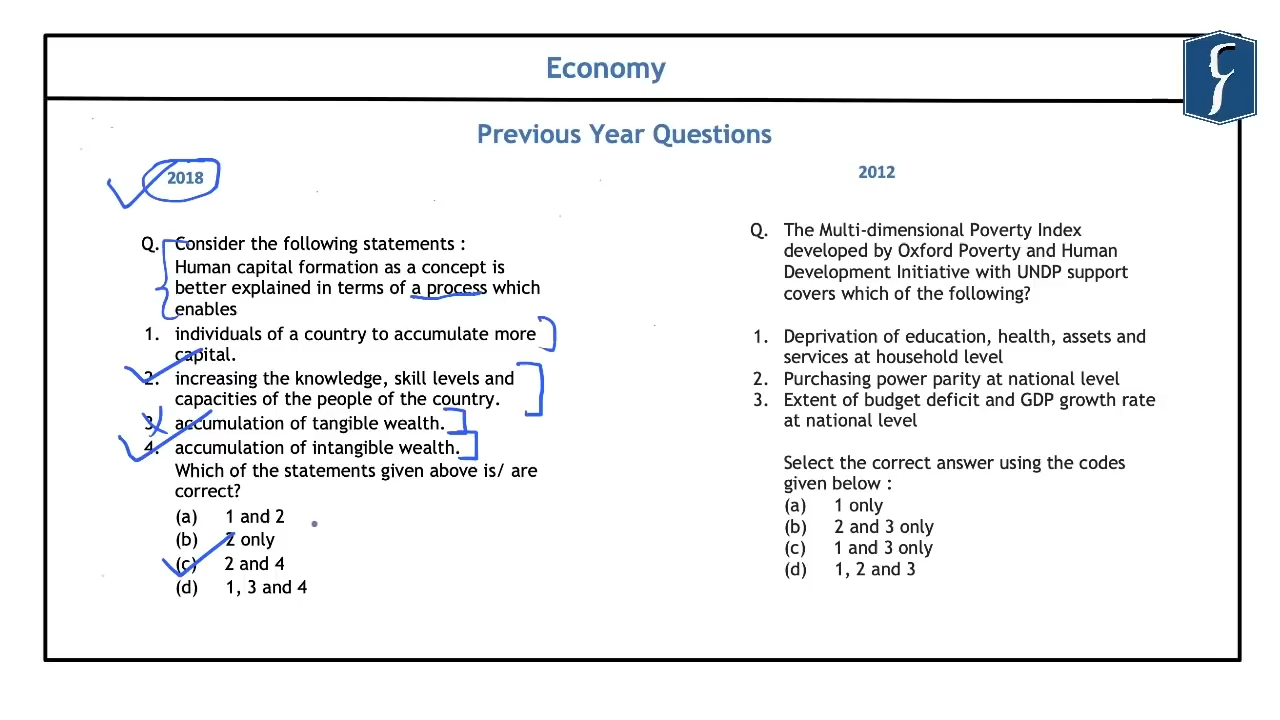 Economy
Previous Year Questions
2018
Q. Consider the following statements :
Human capital formation as a concept is
better explained in terms of a process which
enables
1. individuals of a country to accumulate more
capital.
2. increasing the knowledge, skill levels and
capacities of the people of the country.
3. accumulation of tangible wealth.
4. accumulation of intangible wealth.
Which of the statements given above is/ are
correct?
(a) 1 and 2
(b) 2 only
(c) 2 and 4
(d) 1, 3 and 4
2012
Q. The Multi-dimensional Poverty Index
developed by Oxford Poverty and Human
Development Initiative with UNDP support
covers which of the following?
1. Deprivation of education, health, assets and
services at household level
2. Purchasing power parity at national level
3. Extent of budget deficit and GDP growth rate
at national level
Select the correct answer using the codes
given below :
(a) 1 only
(b) 2 and 3 only
(c) 1 and 3 only
(d) 1, 2 and 3